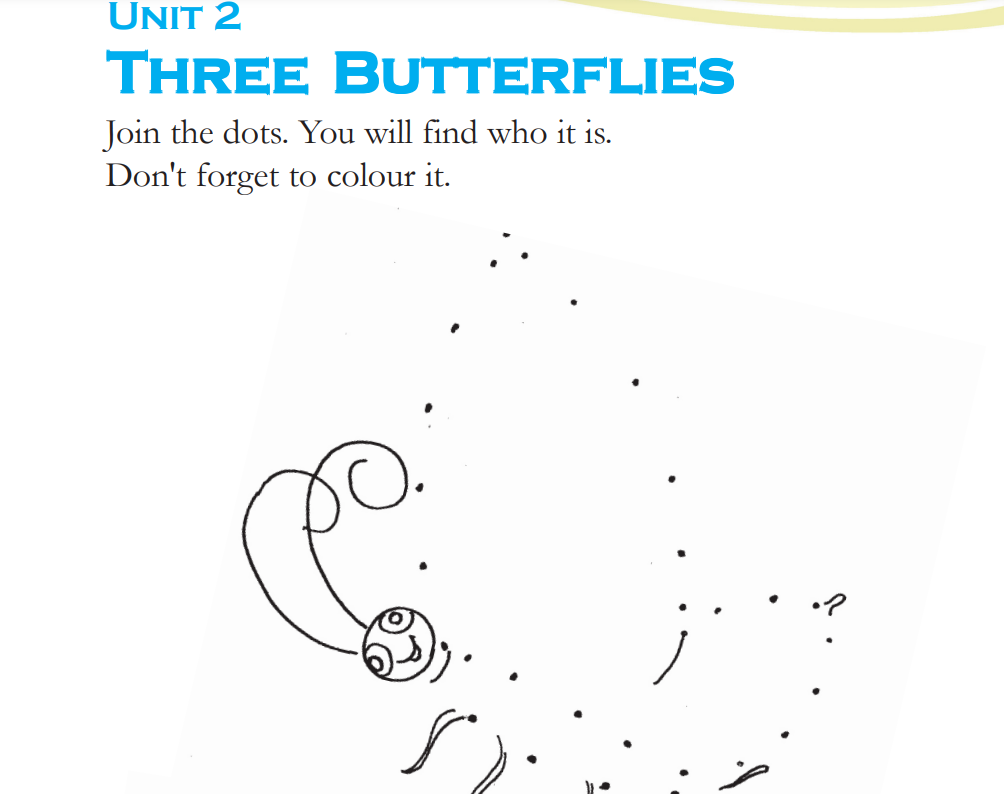 UNIT 2
THREE BUTTERFLIES
Join the dots. You will find who it is.
Don't forget to colour it.